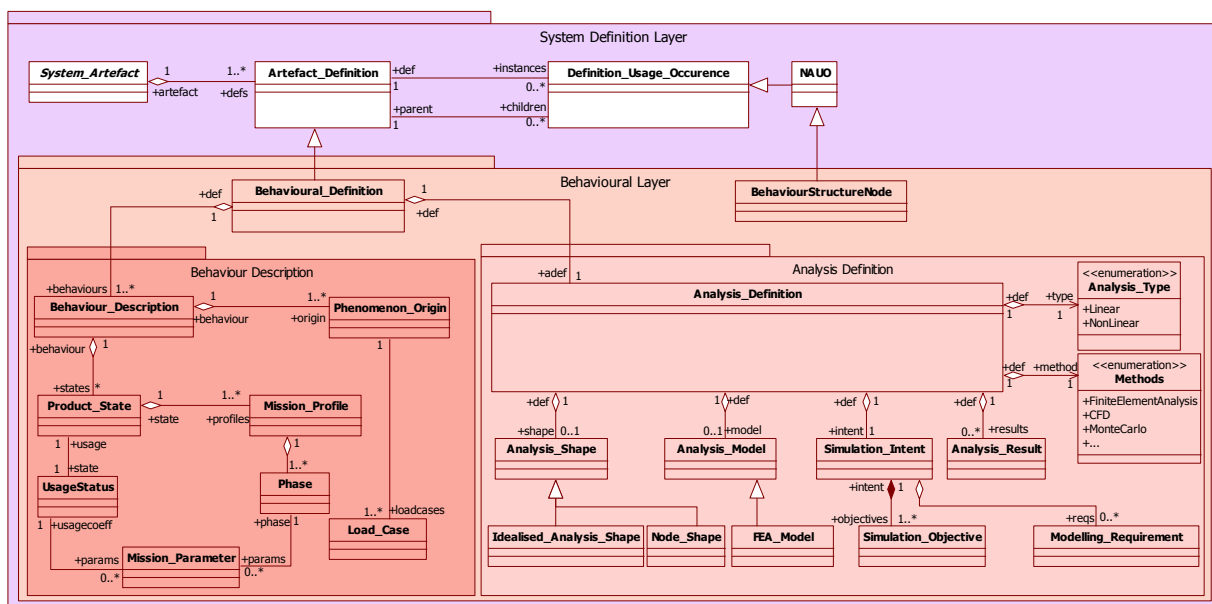 System Definition Layer
System_Artefact
1
+artefact
1..*
+defs
Artefact_Definition
+def
1
+parent
1
+instances
0..*
+children
0..*
Definition_Usage_Occurence
NAUO
Behavioural Layer
Behavioural_Definition
+def
1
1
+def
BehaviourStructureNode
Behaviour Description
+behaviours
1..*
Behaviour_Description
1
+behaviour
1..*
+origin
Phenomenon_Origin
1
+behaviour
1
+states
*
Product_State
1
+state
1..*
+profiles
Mission_Profile
1
+usage
1
+state
1
1..*
UsageStatus
Phase
1
+usagecoeff
+phase
1
1..*
+loadcases
Load_Case
+params
0..*
Mission_Parameter
+params
0..*
Analysis Definition
+adef
1
Analysis_Definition
+def
1
+type
1
<<enumeration>>
Analysis_Type
+Linear
+NonLinear
+def
1
+method
1
<<enumeration>>
Methods
+FiniteElementAnalysis
+CFD
+MonteCarlo
+...
+def
1
+shape
0..1
1
+def
0..1
+model
+def
1
+intent
1
+def
1
0..*
+results
Analysis_Shape
Analysis_Model
Simulation_Intent
Analysis_Result
+intent
1
+objectives
1..*
+reqs
0..*
Idealised_Analysis_Shape
Node_Shape
FEA_Model
Simulation_Objective
Modelling_Requirement